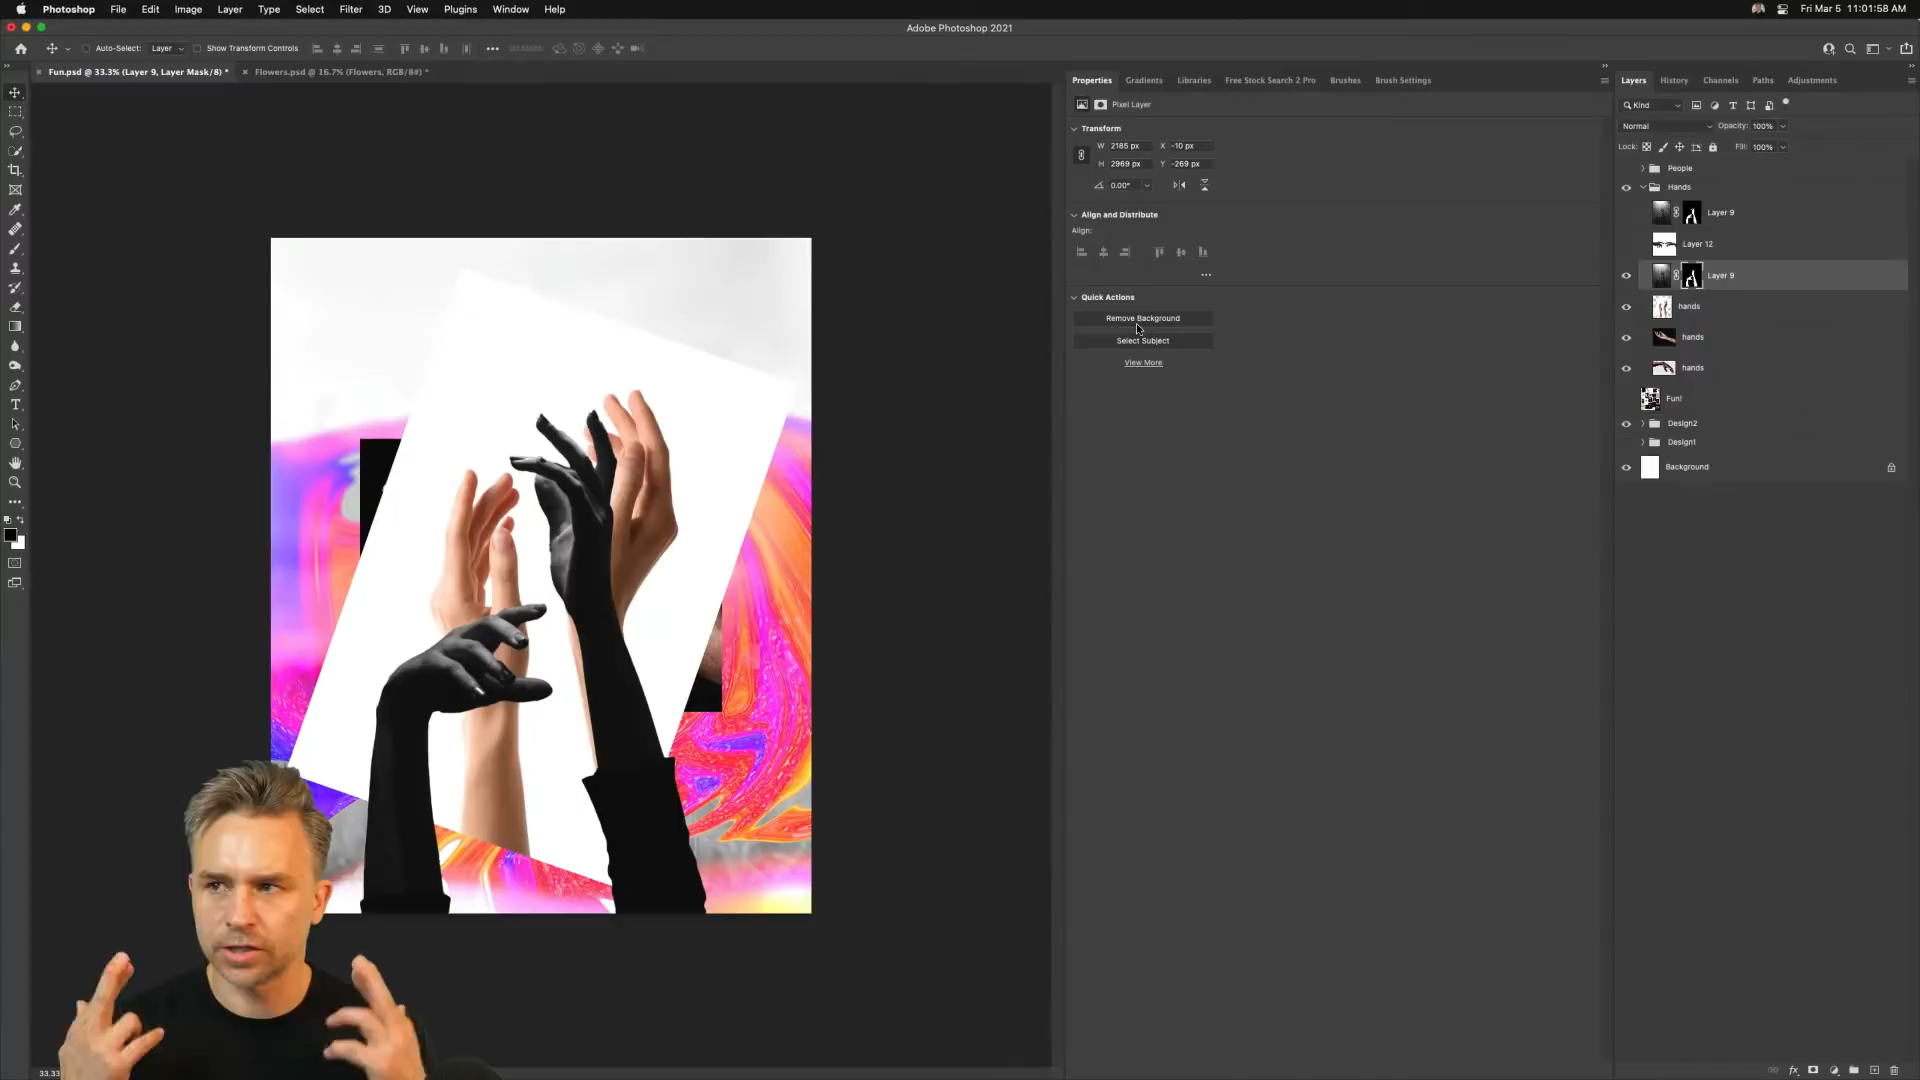 Photoshop File Edit Image Layer Type Select Filter 3D View Plugins Window Help Fri Mar 5 11:01:58 AM
Adobe Photoshop 2021
Auto-Select: Layer Show Transform Controls
Fun.psd @ 33.3% (Layer 9, Layer Mask/8) * Flowers.psd @ 16.7% (Flowers, RGB/8#) *
Properties Gradients Libraries Free Stock Search 2 Pro Brushes Brush Settings
Pixel Layer
Transform
W 2185 px X -10 px
H 2969 px Y -269 px
0.00°
Align and Distribute
Align:
Quick Actions
Remove Background
Select Subject
View More
Layers History Channels Paths Adjustments
Kind
Normal Opacity: 100%
Lock: Fill: 100%
People
Hands
Layer 9
Layer 12
Layer 9
hands
hands
hands
Fun!
Design2
Design1
Background
33.33